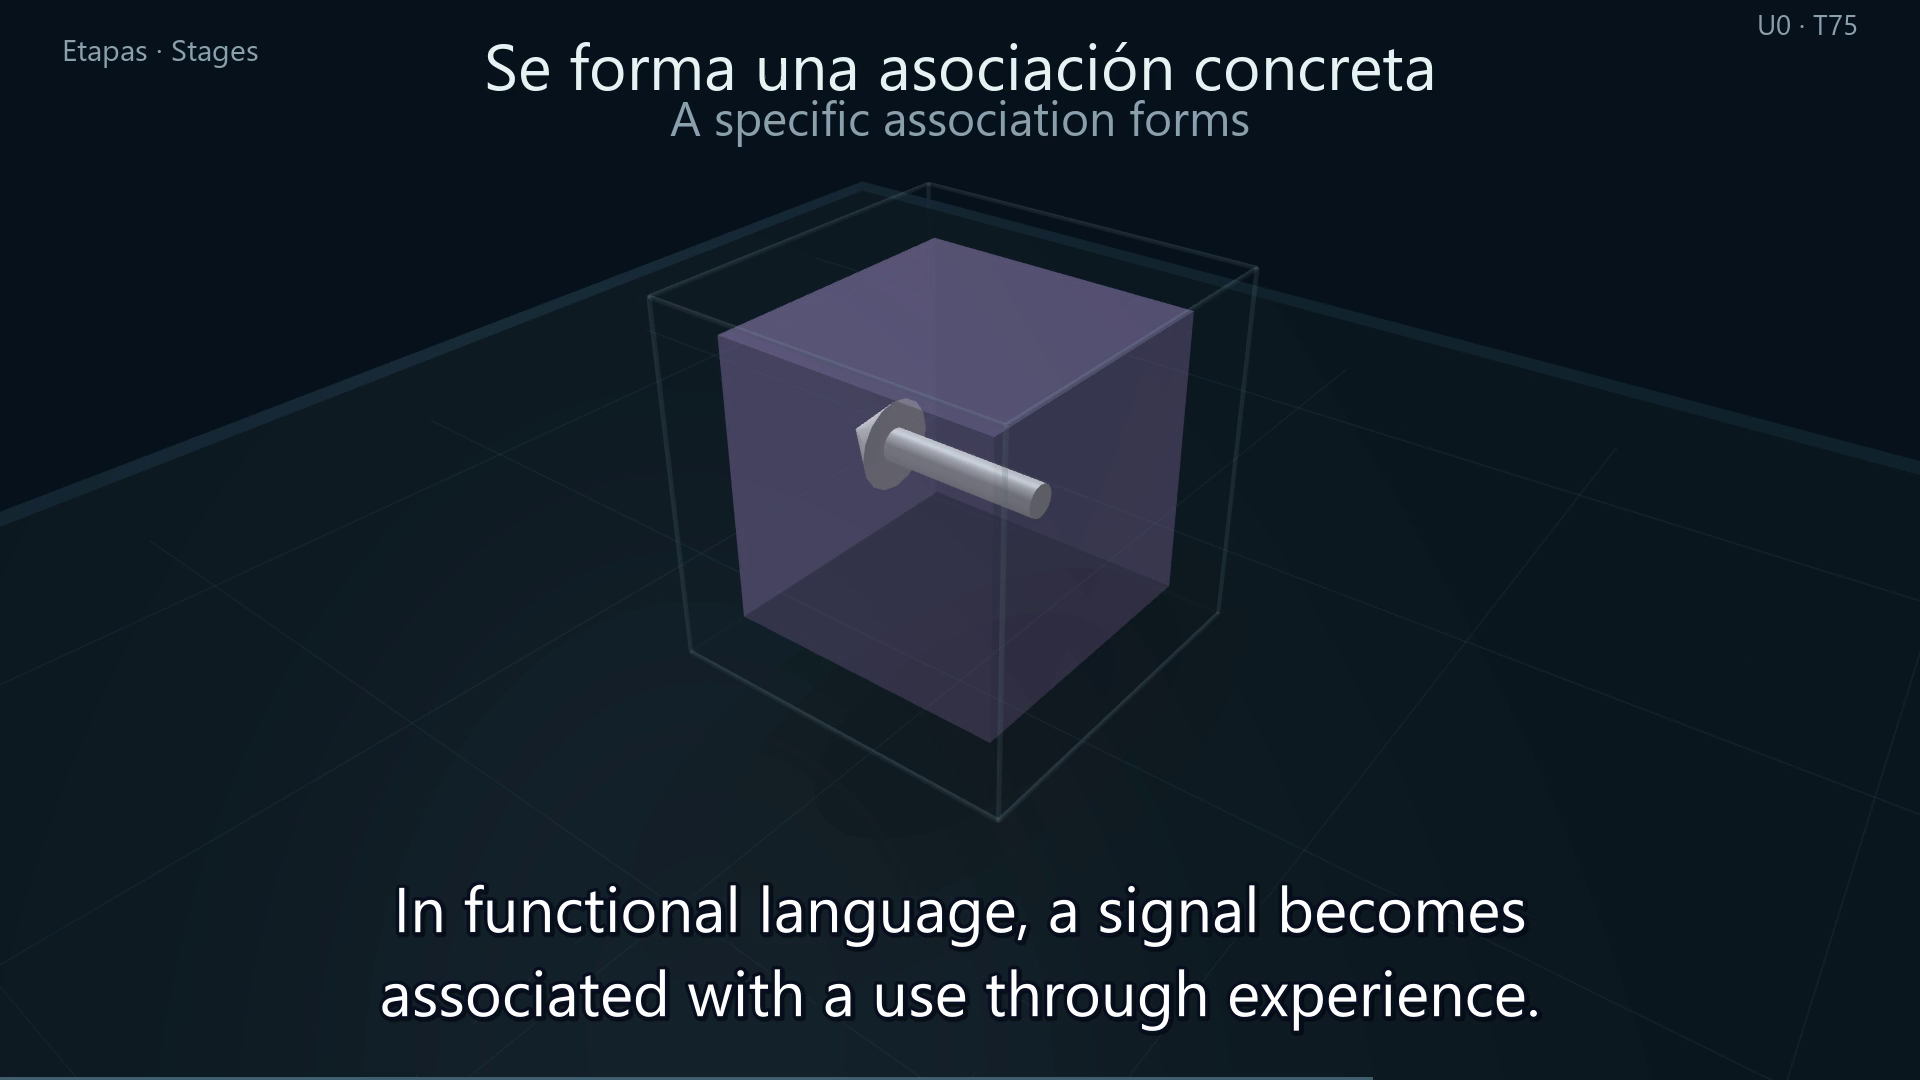 Etapas · Stages
U0 · T75
Se forma una asociación concreta
A specific association forms
In functional language, a signal becomes
associated with a use through experience.